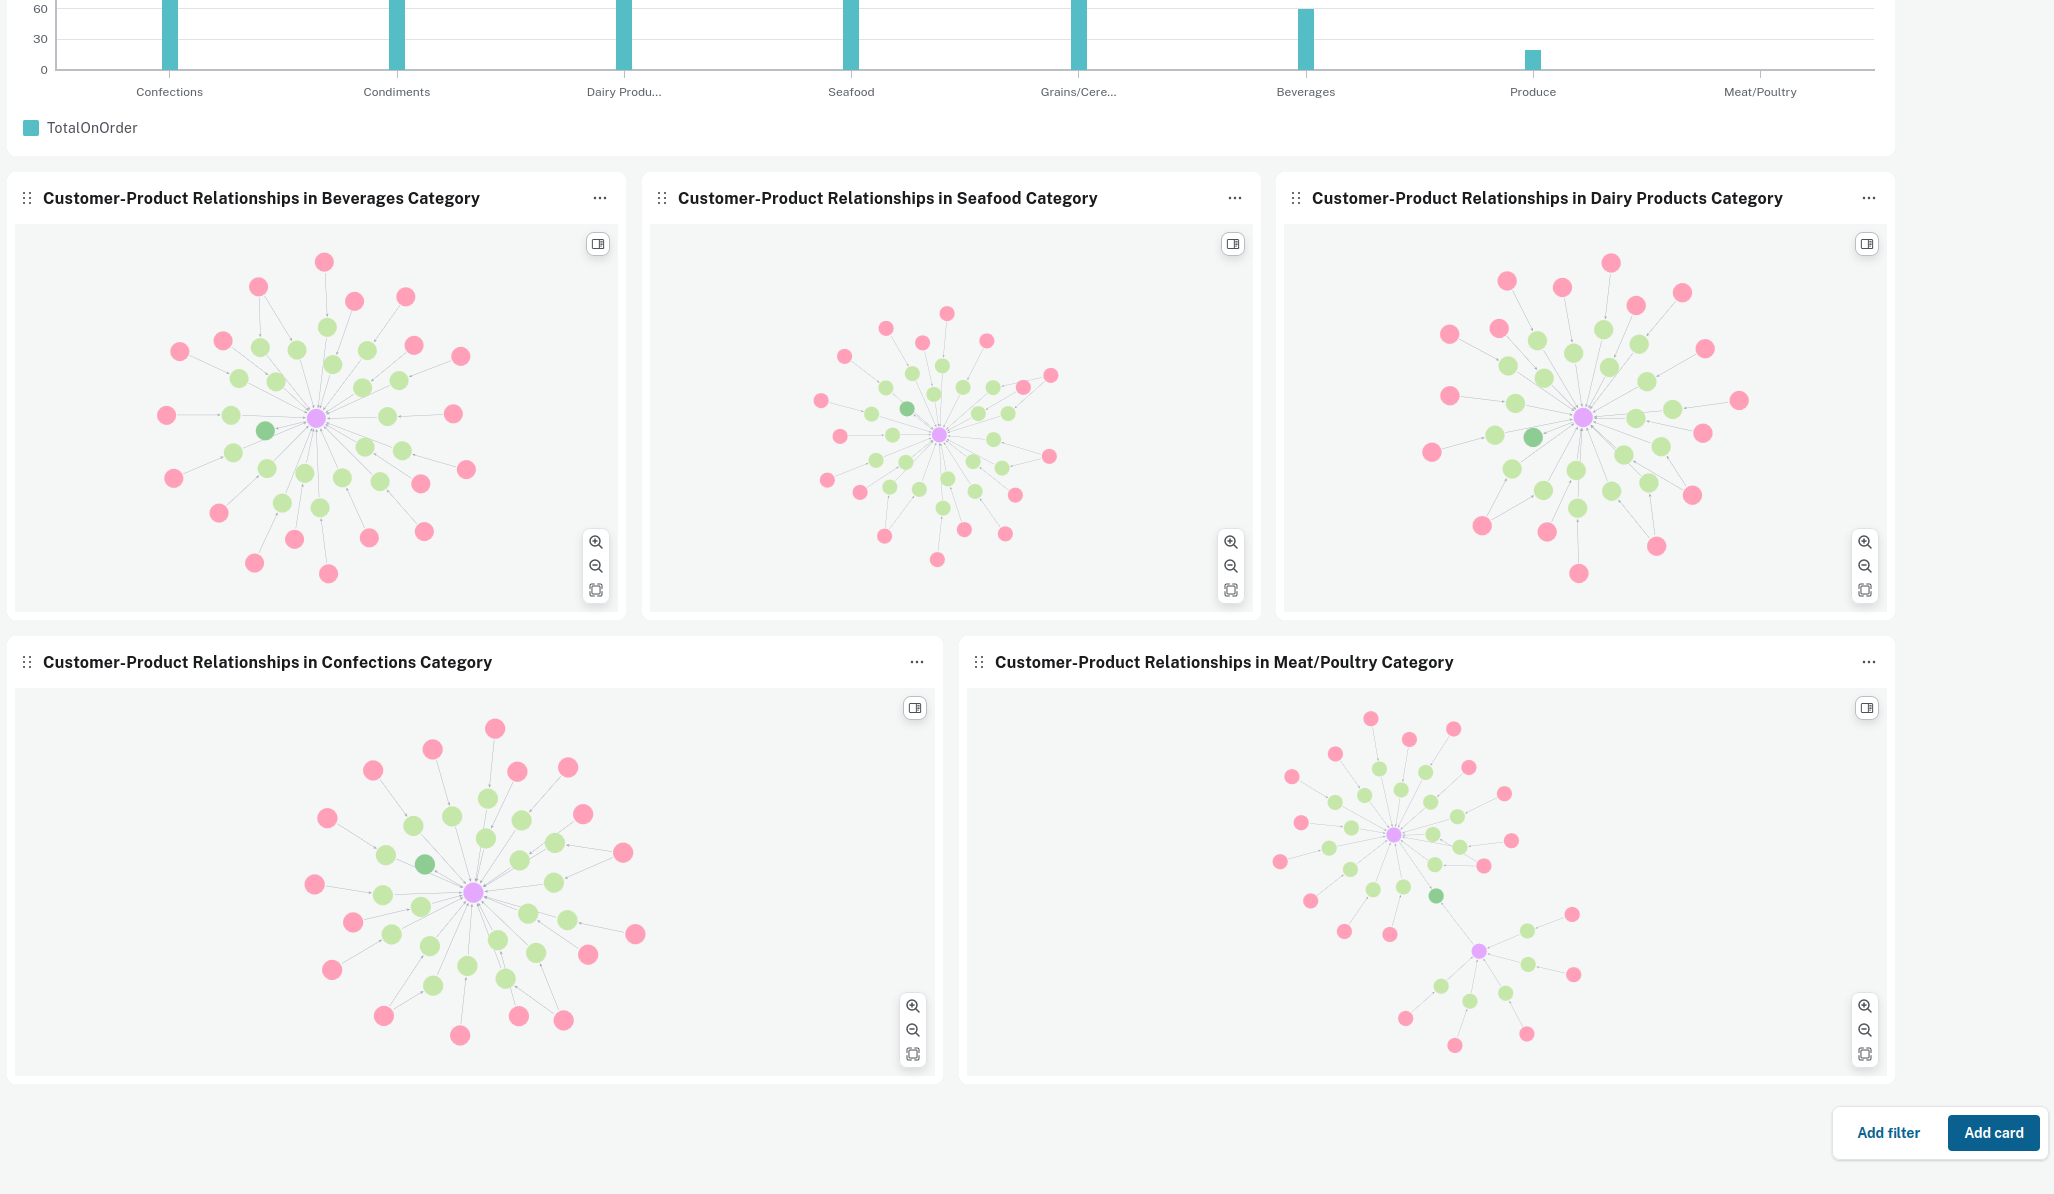 60
30
0
Confections
Condiments
Dairy Produ...
Seafood
Grains/Cere...
Beverages
Produce
Meat/Poultry
TotalOnOrder
Customer-Product Relationships in Beverages Category
Customer-Product Relationships in Seafood Category
Customer-Product Relationships in Dairy Products Category
Customer-Product Relationships in Confections Category
Customer-Product Relationships in Meat/Poultry Category
Add filter
Add card